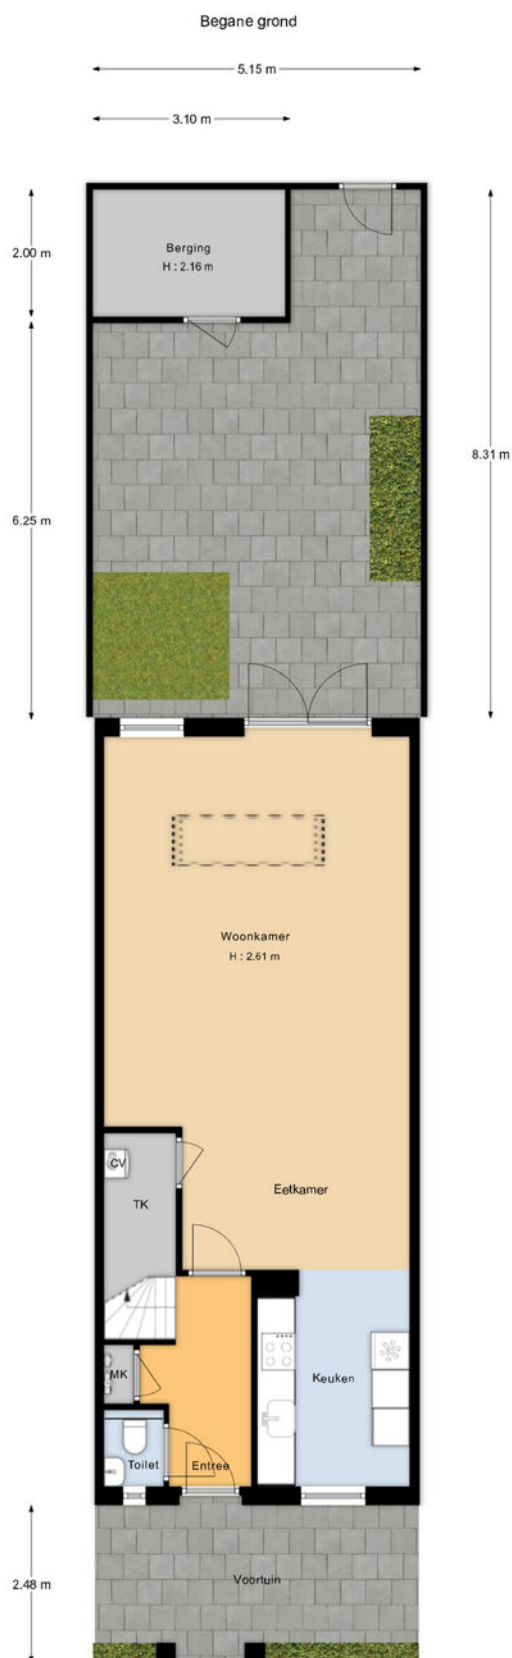 Begane grond
5.15 m
3.10 m
Berging
H : 2.16 m
2.00 m
8.31 m
6.25 m
Woonkamer
H : 2.61 m
CV
Eetkamer
TK
MK
Keuken
Toilet
Entree
Voortuin
2.48 m